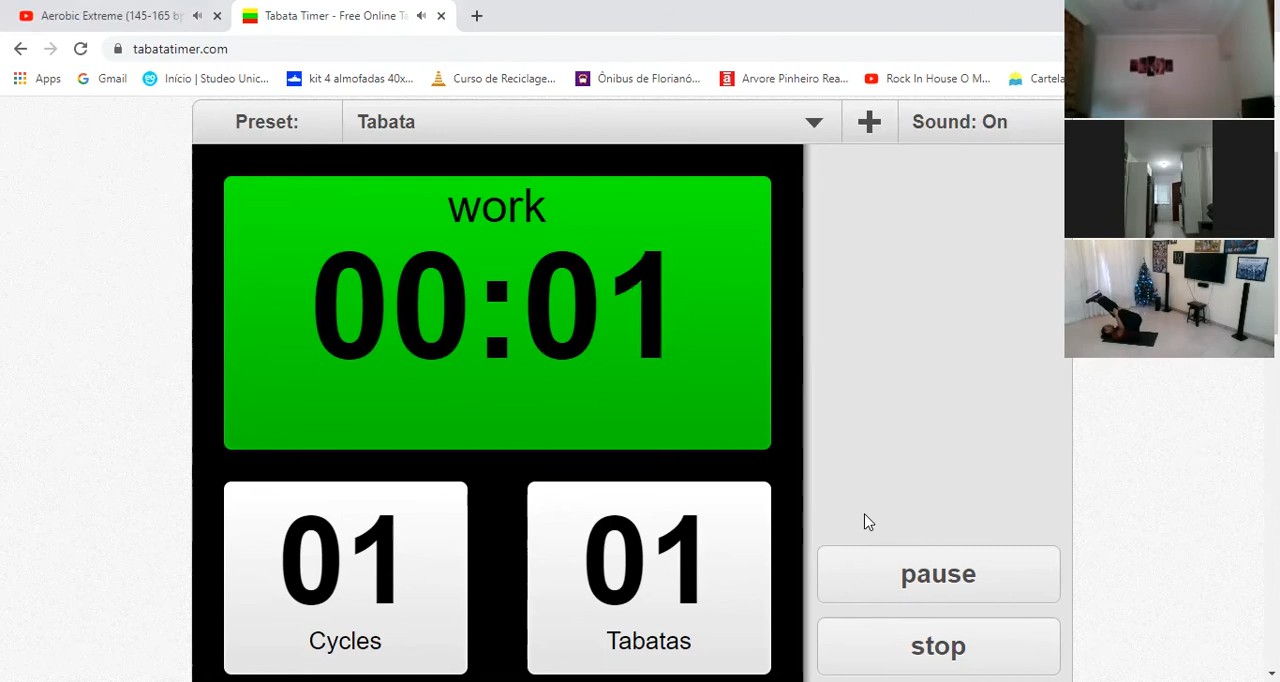 Aerobic Extreme (145-165 b
Tabata Timer - Free Online Ta
tabatatimer.com
Apps
Gmail
Início | Studeo Unic...
kit 4 almofadas 40x...
Curso de Reciclage...
Ônibus de Florianó...
Arvore Pinheiro Rea...
Rock In House O M...
Cartela
Preset:
Tabata
Sound: On
work
00:01
01
Cycles
01
Tabatas
pause
stop